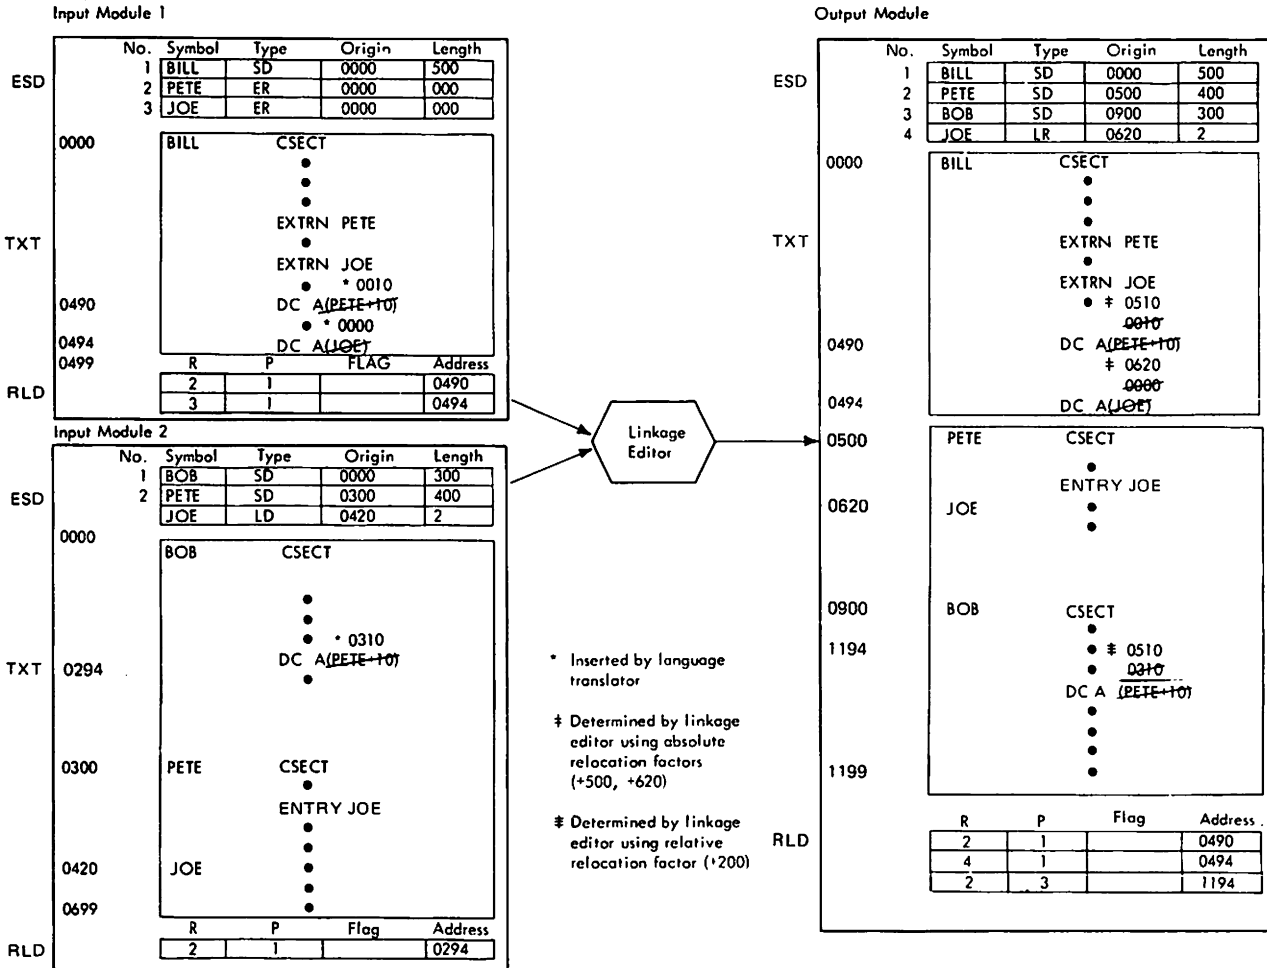 Input Module 1
No. Symbol Type Origin Length
ESD
1 BILL SD 0000 500
2 PETE ER 0000 000
3 JOE ER 0000 000
0000 BILL CSECT
EXTRN PETE
TXT
EXTRN JOE
* 0010
0490 DC A(PETE+10)
* 0000
0494 DC A(JOE)
0499
R P FLAG Address
RLD
2 1 0490
3 1 0494
Input Module 2
No. Symbol Type Origin Length
ESD
1 BOB SD 0000 300
2 PETE SD 0300 400
JOE LD 0420 2
0000
BOB CSECT
* 0310
DC A(PETE+10)
TXT 0294
0300 PETE CSECT
ENTRY JOE
0420 JOE
0699
R P Flag Address
RLD 2 1 0294
Linkage
Editor
* Inserted by language
translator
‡ Determined by linkage
editor using absolute
relocation factors
(+500, +620)
⧧ Determined by linkage
editor using relative
relocation factor (+200)
Output Module
No. Symbol Type Origin Length
ESD
1 BILL SD 0000 500
2 PETE SD 0500 400
3 BOB SD 0900 300
4 JOE LR 0620 2
0000 BILL CSECT
TXT
EXTRN PETE
EXTRN JOE
‡ 0510
0010
0490 DC A(PETE+10)
‡ 0620
0000
0494 DC A(JOE)
0500 PETE CSECT
ENTRY JOE
0620 JOE
0900 BOB CSECT
1194 ⧧ 0510
0310
DC A (PETE+10)
1199
R P Flag Address
RLD
2 1 0490
4 1 0494
2 3 1194